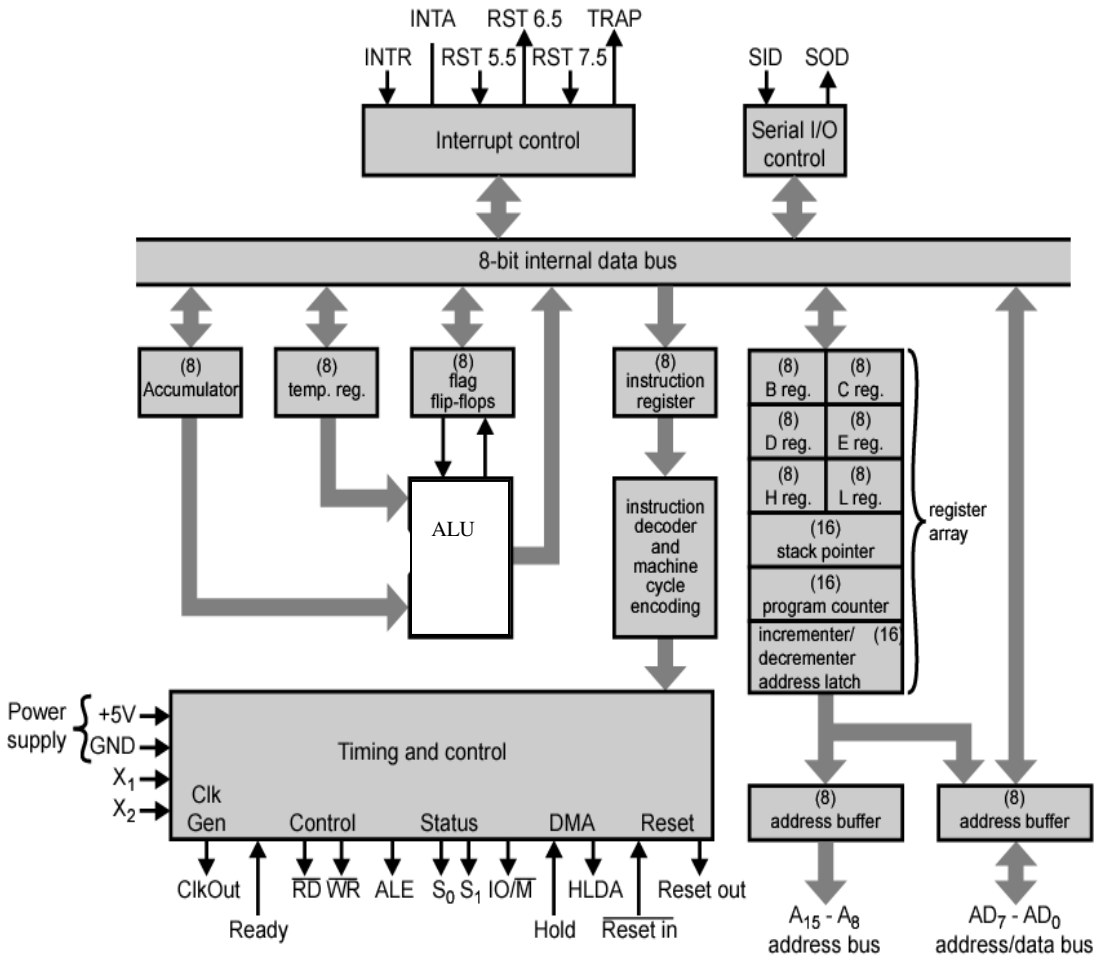 INTA RST 6.5 TRAP
INTR RST 5.5 RST 7.5 SID SOD
Interrupt control
Serial I/O
control
8-bit internal data bus
(8)
Accumulator
(8)
temp. reg.
(8)
flag
flip-flops
(8)
instruction
register
(8)
B reg.
(8)
C reg.
(8)
D reg.
(8)
E reg.
(8)
H reg.
(8)
L reg.
(16)
stack pointer
(16)
program counter
incrementer/ (16)
decrementer
address latch
register
array
ALU
instruction
decoder
and
machine
cycle
encoding
Power
supply
+5V
GND
X₁
X₂
Timing and control
Clk
Gen Control Status DMA Reset
ClkOut R̅D̅ W̅R̅ ALE S₀ S₁ IO/M̅ HLDA Reset out
Ready Hold R̅e̅s̅e̅t̅ i̅n̅
(8)
address buffer
(8)
address buffer
A₁₅ - A₈
address bus
AD₇ - AD₀
address/data bus